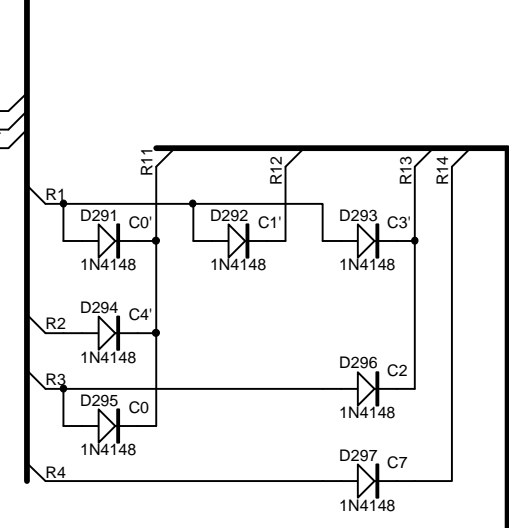 R11
R12
R13
R14
R1
D291
C0'
1N4148
D292
C1'
1N4148
D293
C3'
1N4148
R2
D294
C4'
1N4148
R3
D296
C2
1N4148
D295
C0
1N4148
R4
D297
C7
1N4148